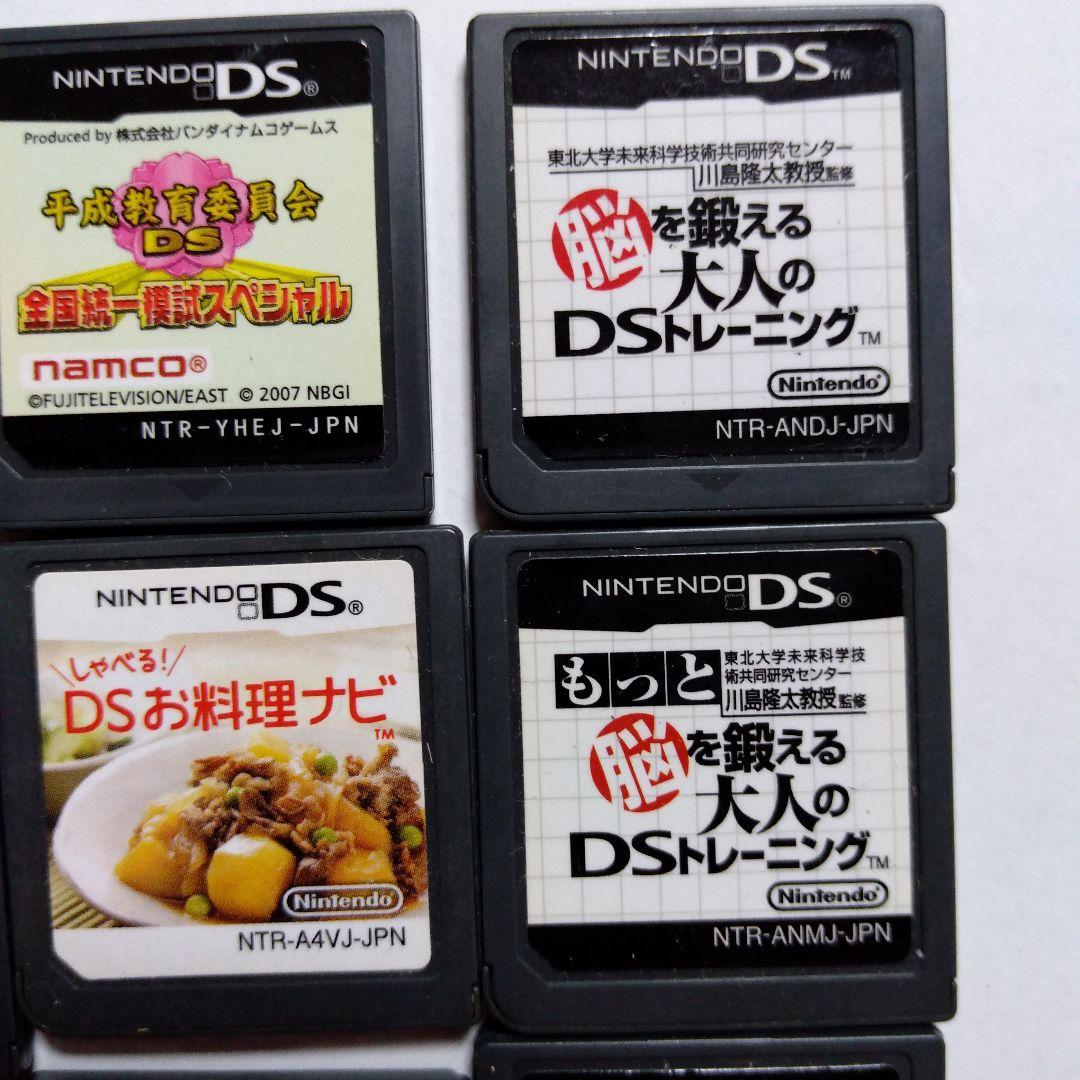 NINTENDO DS®
Produced by 株式会社バンダイナムコゲームス
平成教育委員会
DS
全国統一模試スペシャル
namco®
©FUJITELEVISION/EAST © 2007 NBGI
NTR-YHEJ-JPN
NINTENDO DS™
東北大学未来科学技術共同研究センター
川島隆太教授監修
脳を鍛える
大人の
DSトレーニング™
Nintendo®
NTR-ANDJ-JPN
NINTENDO DS®
しゃべる!
DSお料理ナビ™
Nintendo®
NTR-A4VJ-JPN
NINTENDO DS®
もっと
東北大学未来科学技
術共同研究センター
川島隆太教授監修
脳を鍛える
大人の
DSトレーニング™
Nintendo®
NTR-ANMJ-JPN